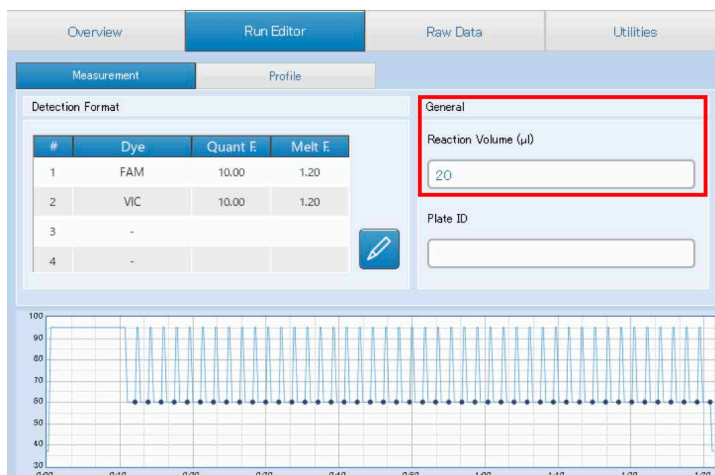 Overview Run Editor Raw Data Utilities
Measurement Profile
Detection Format
General
# Dye Quant F. Melt F.
1 FAM 10.00 1.20
2 VIC 10.00 1.20
3 -
4 -
Reaction Volume (µl)
20
Plate ID
100
90
80
70
60
50
40
30